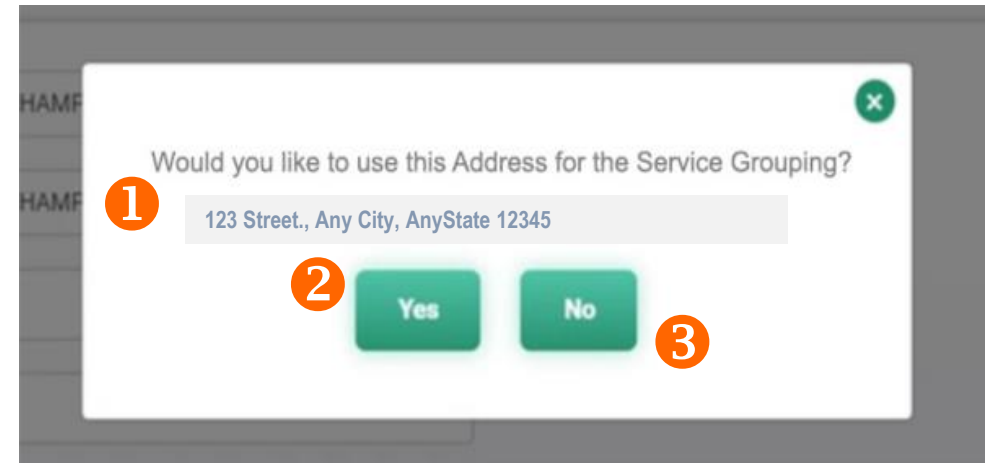 HAMF
Would you like to use this Address for the Service Grouping?
HAMF
1
123 Street., Any City, AnyState 12345
2
Yes
No
3